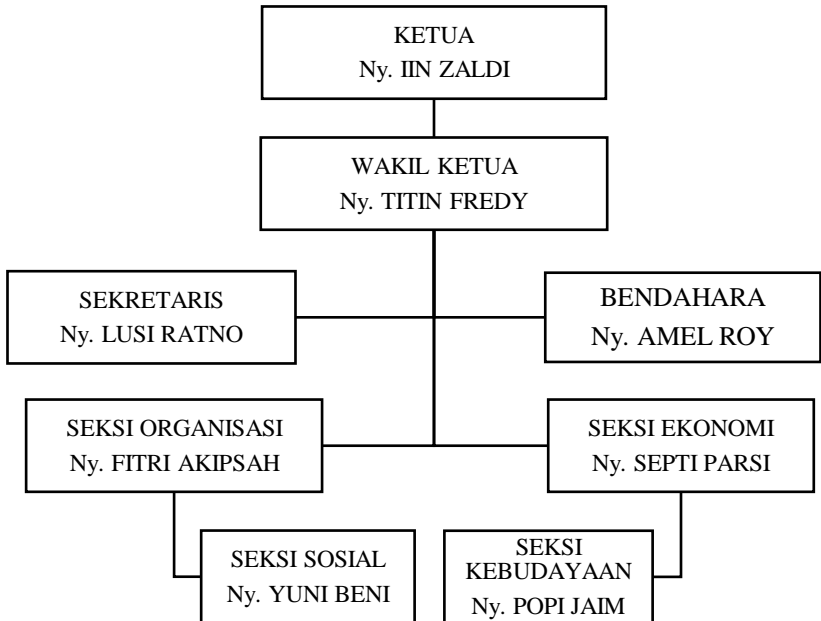 KETUA
Ny. IIN ZALDI
WAKIL KETUA
Ny. TITIN FREDY
SEKRETARIS
Ny. LUSI RATNO
BENDAHARA
Ny. AMEL ROY
SEKSI ORGANISASI
Ny. FITRI AKIPSAH
SEKSI EKONOMI
Ny. SEPTI PARSI
SEKSI SOSIAL
Ny. YUNI BENI
SEKSI
KEBUDAYAAN
Ny. POPI JAIM